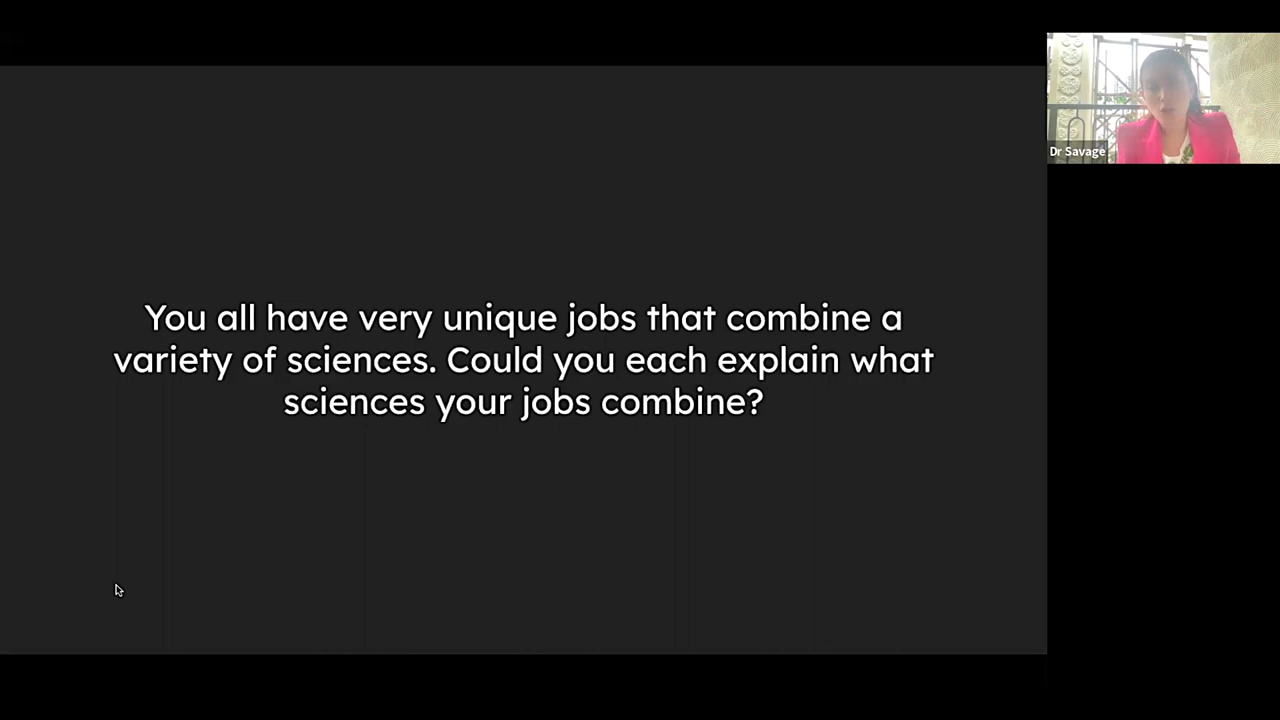 You all have very unique jobs that combine a
variety of sciences. Could you each explain what
sciences your jobs combine?
Dr Savage